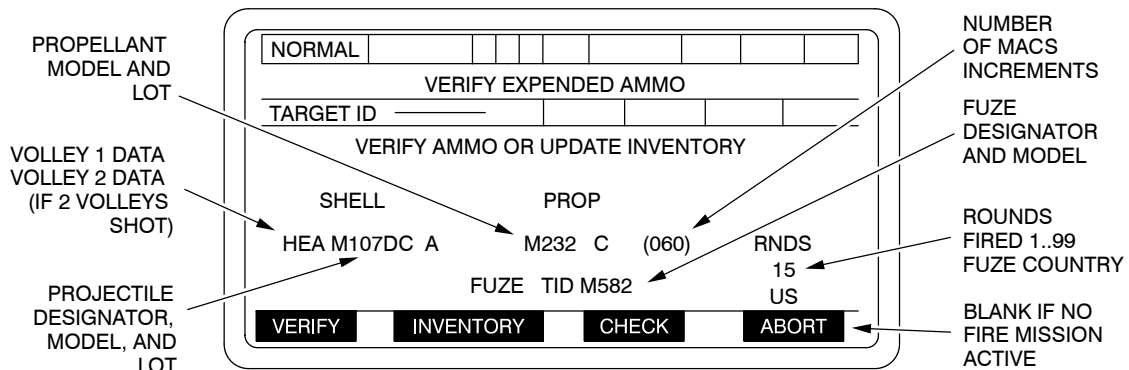 PROPELLANT
MODEL AND
LOT
VOLLEY 1 DATA
VOLLEY 2 DATA
(IF 2 VOLLEYS
SHOT)
PROJECTILE
DESIGNATOR,
MODEL, AND
LOT
NORMAL
VERIFY EXPENDED AMMO
TARGET ID
VERIFY AMMO OR UPDATE INVENTORY
SHELL PROP
HEA M107DC A M232 C (060) RNDS
15
FUZE TID M582
US
VERIFY INVENTORY CHECK ABORT
NUMBER
OF MACS
INCREMENTS
FUZE
DESIGNATOR
AND MODEL
ROUNDS
FIRED 1..99
FUZE COUNTRY
BLANK IF NO
FIRE MISSION
ACTIVE